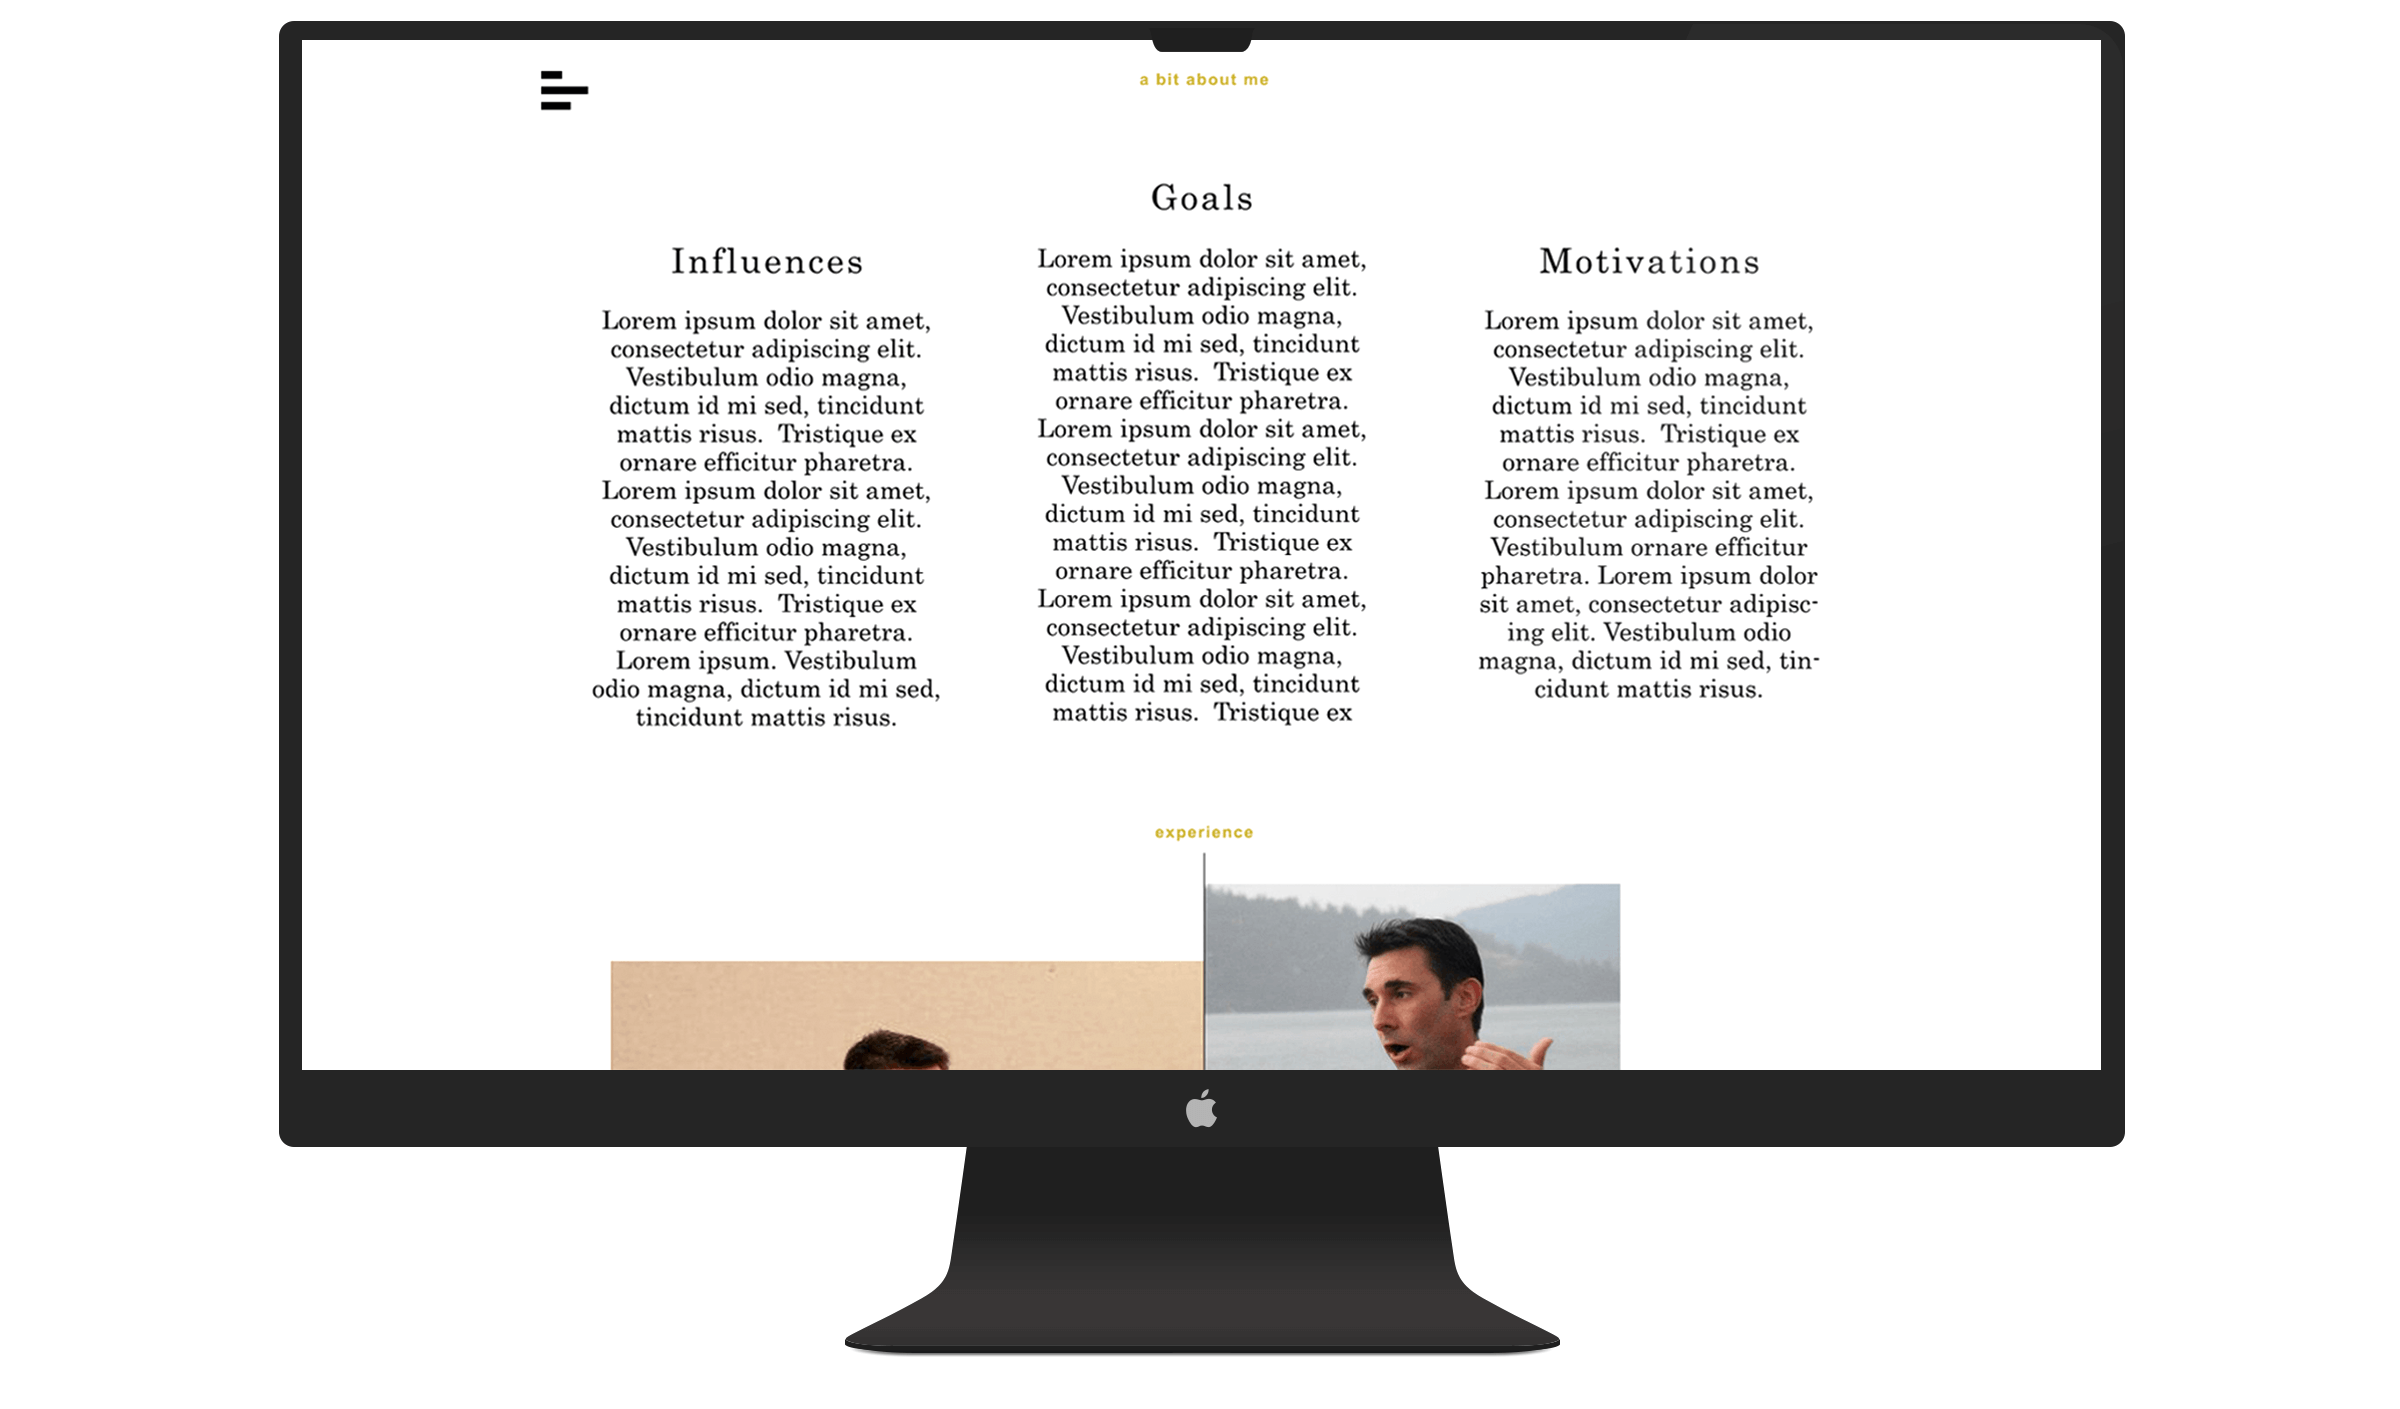 a bit about me
Influences
Lorem ipsum dolor sit amet,
consectetur adipiscing elit.
Vestibulum odio magna,
dictum id mi sed, tincidunt
mattis risus.  Tristique ex
ornare efficitur pharetra.
Lorem ipsum dolor sit amet,
consectetur adipiscing elit.
Vestibulum odio magna,
dictum id mi sed, tincidunt
mattis risus.  Tristique ex
ornare efficitur pharetra.
Lorem ipsum. Vestibulum
odio magna, dictum id mi sed,
tincidunt mattis risus.
Goals
Lorem ipsum dolor sit amet,
consectetur adipiscing elit.
Vestibulum odio magna,
dictum id mi sed, tincidunt
mattis risus.  Tristique ex
ornare efficitur pharetra.
Lorem ipsum dolor sit amet,
consectetur adipiscing elit.
Vestibulum odio magna,
dictum id mi sed, tincidunt
mattis risus.  Tristique ex
ornare efficitur pharetra.
Lorem ipsum dolor sit amet,
consectetur adipiscing elit.
Vestibulum odio magna,
dictum id mi sed, tincidunt
mattis risus.  Tristique ex
Motivations
Lorem ipsum dolor sit amet,
consectetur adipiscing elit.
Vestibulum odio magna,
dictum id mi sed, tincidunt
mattis risus.  Tristique ex
ornare efficitur pharetra.
Lorem ipsum dolor sit amet,
consectetur adipiscing elit.
Vestibulum ornare efficitur
pharetra. Lorem ipsum dolor
sit amet, consectetur adipisc-
ing elit. Vestibulum odio
magna, dictum id mi sed, tin-
cidunt mattis risus.
experience